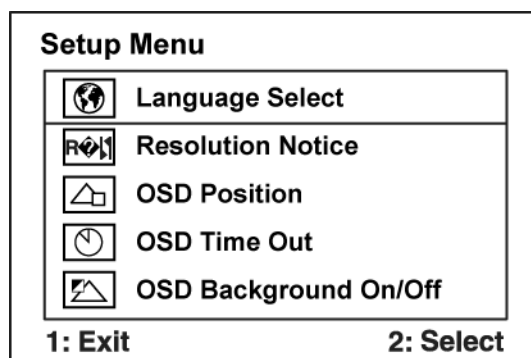 Setup Menu
Language Select
Resolution Notice
OSD Position
OSD Time Out
OSD Background On/Off
1: Exit 2: Select